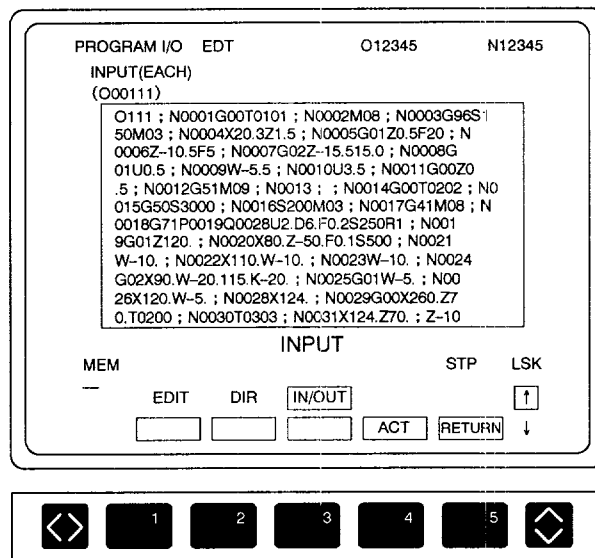 PROGRAM I/O EDT O12345 N12345
INPUT(EACH)
(O00111)
O111 ; N0001G00T0101 ; N0002M08 ; N0003G96S1
50M03 ; N0004X20.3Z1.5 ; N0005G01Z0.5F20 ; N
0006Z--10.5F5 ; N0007G02Z--15.515.0 ; N0008G
01U0.5 ; N0009W--5.5 ; N0010U3.5 ; N0011G00Z0
.5 ; N0012G51M09 ; N0013 ; ; N0014G00T0202 ; N0
015G50S3000 ; N0016S200M03 ; N0017G41M08 ; N
0018G71P0019Q0028U2.D6.F0.2S250R1 ; N001
9G01Z120. ; N0020X80.Z--50.F0.1S500 ; N0021
W--10. ; N0022X110.W--10. ; N0023W--10. ; N0024
G02X90.W--20.115.K--20. ; N0025G01W--5. ; N00
26X120.W--5. ; N0028X124. ; N0029G00X260.Z7
0.T0200 ; N0030T0303 ; N0031X124.Z70. ; Z--10
INPUT
MEM STP LSK
EDIT DIR IN/OUT ↑
ACT RETURN ↓
1 2 3 4 5